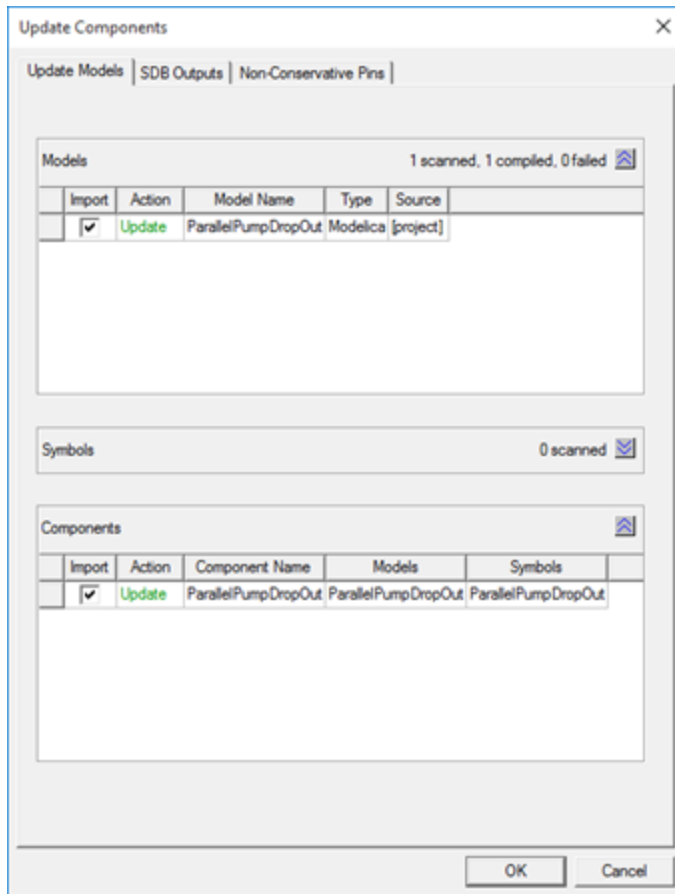 Update Components
Update Models SDB Outputs Non-Conservative Pins
Models 1 scanned, 1 compiled, 0 failed
Import Action Model Name Type Source
Update ParallelPumpDropOut Modelica [project]
Symbols 0 scanned
Components
Import Action Component Name Models Symbols
Update ParallelPumpDropOut ParallelPumpDropOut ParallelPumpDropOut
OK Cancel